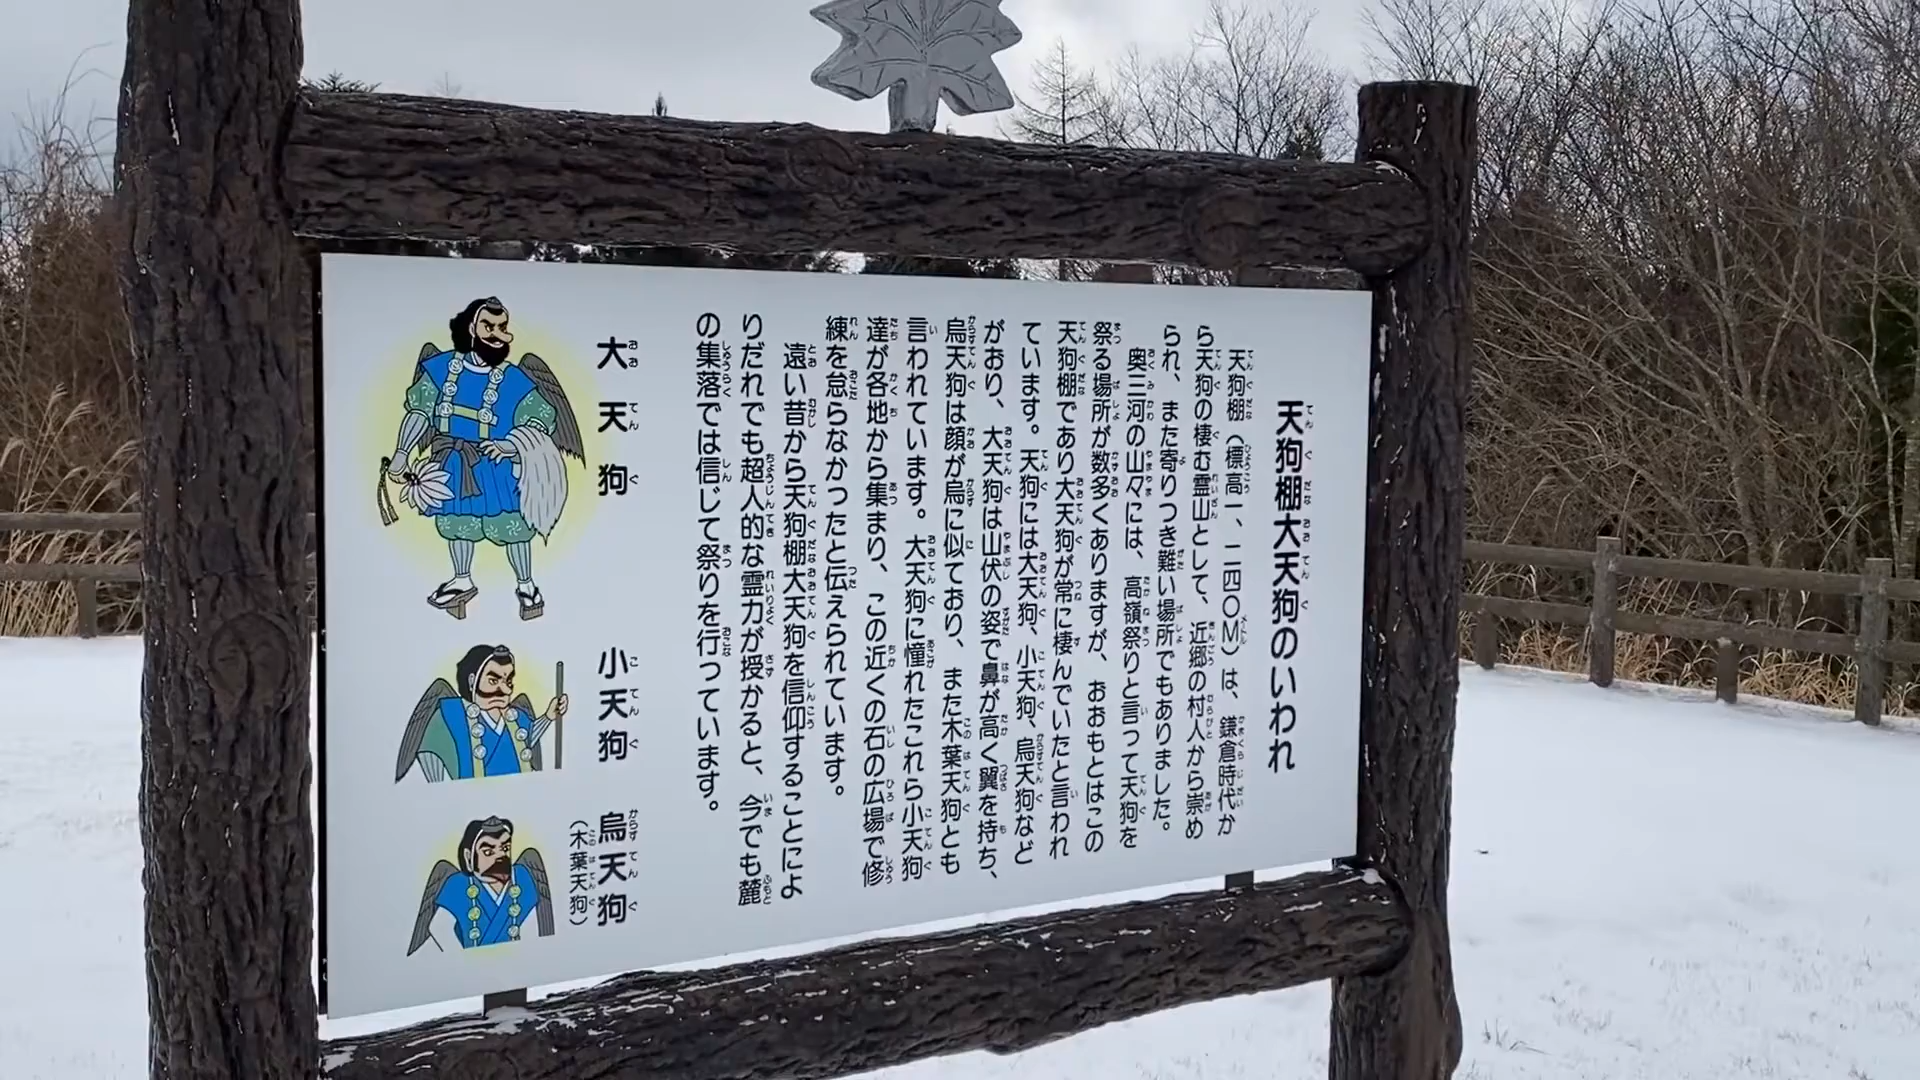 天狗棚大天狗のいわれ
天狗棚（標高一、二四〇M）は、鎌倉時代か
ら天狗の棲む霊山として、近郷の村人から崇め
られ、また寄りつき難い場所でもありました。
奥三河の山々には、高嶺祭りと言って天狗を
祭る場所が数多くありますが、おおもとはこの
天狗棚であり大天狗が常に棲んでいたと言われ
ています。天狗には大天狗、小天狗、烏天狗など
がおり、大天狗は山伏の姿で鼻が高く翼を持ち、
烏天狗は顔が烏に似ており、また木葉天狗とも
言われています。大天狗に憧れたこれら小天狗
達が各地から集まり、この近くの石の広場で修
練を怠らなかったと伝えられています。
遠い昔から天狗棚大天狗を信仰することによ
りだれでも超人的な霊力が授かると、今でも麓
の集落では信じて祭りを行っています。
大天狗
小天狗
烏天狗
（木葉天狗）